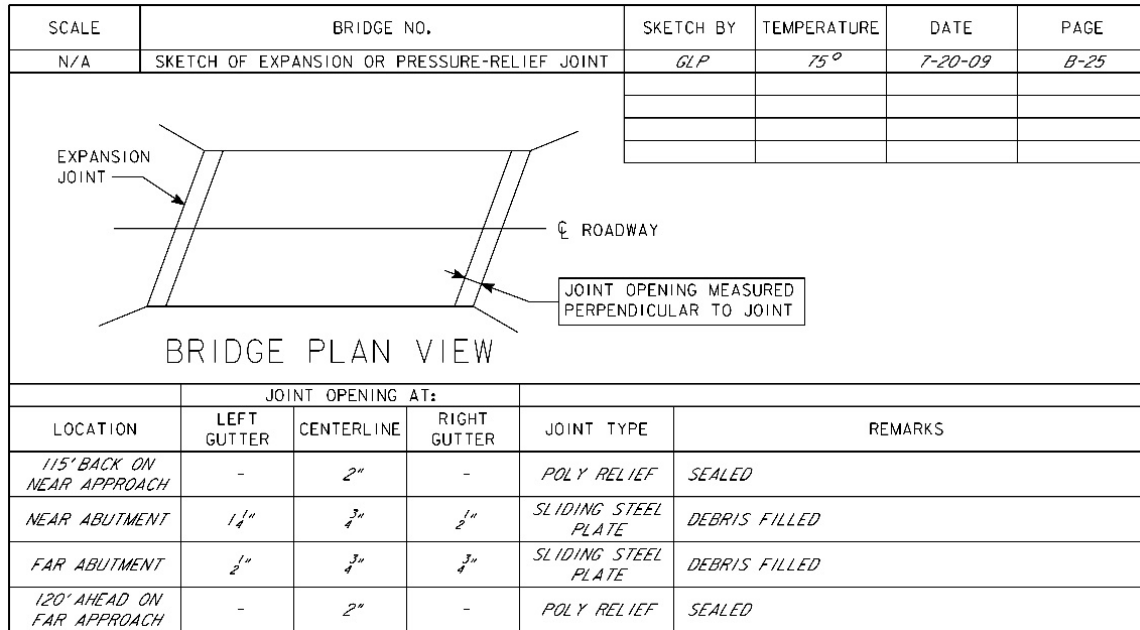 SCALE BRIDGE NO. SKETCH BY TEMPERATURE DATE PAGE
N/A SKETCH OF EXPANSION OR PRESSURE-RELIEF JOINT GLP 75° 7-20-09 B-25
EXPANSION
JOINT
℄ ROADWAY
JOINT OPENING MEASURED
PERPENDICULAR TO JOINT
BRIDGE PLAN VIEW
JOINT OPENING AT:
LOCATION LEFT GUTTER CENTERLINE RIGHT GUTTER JOINT TYPE REMARKS
115' BACK ON NEAR APPROACH - 2" - POLY RELIEF SEALED
NEAR ABUTMENT 1 1/4" 3/4" 1/2" SLIDING STEEL PLATE DEBRIS FILLED
FAR ABUTMENT 1/2" 3/4" 3/4" SLIDING STEEL PLATE DEBRIS FILLED
120' AHEAD ON FAR APPROACH - 2" - POLY RELIEF SEALED